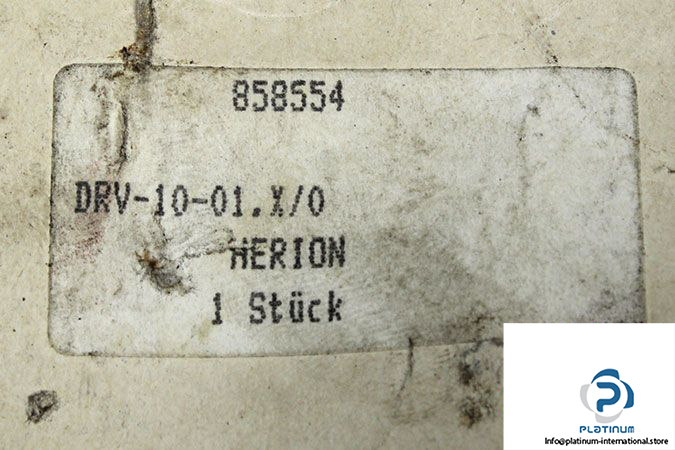 858554
DRV-10-01.X/0
HERION
1 Stück
PLATINUM
Info@platinum-international.store